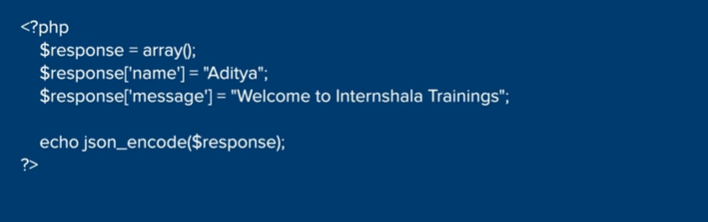 <?php
$response = array();
$response['name'] = "Aditya";
$response['message'] = "Welcome to Internshala Trainings";
echo json_encode($response);
?>